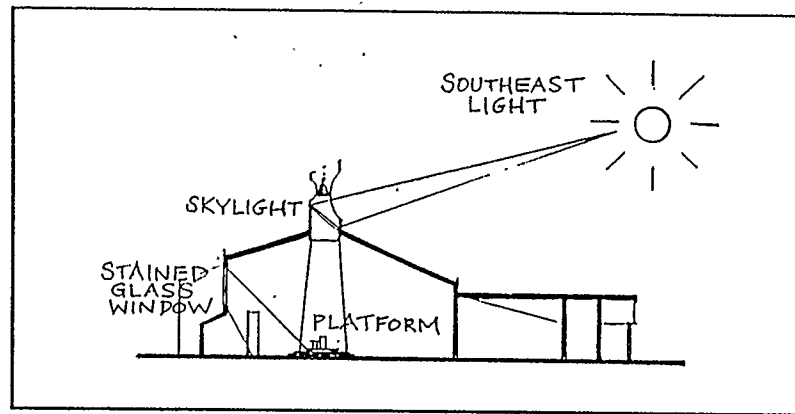 SOUTHEAST
LIGHT
SKYLIGHT
STAINED
GLASS
WINDOW
PLATFORM